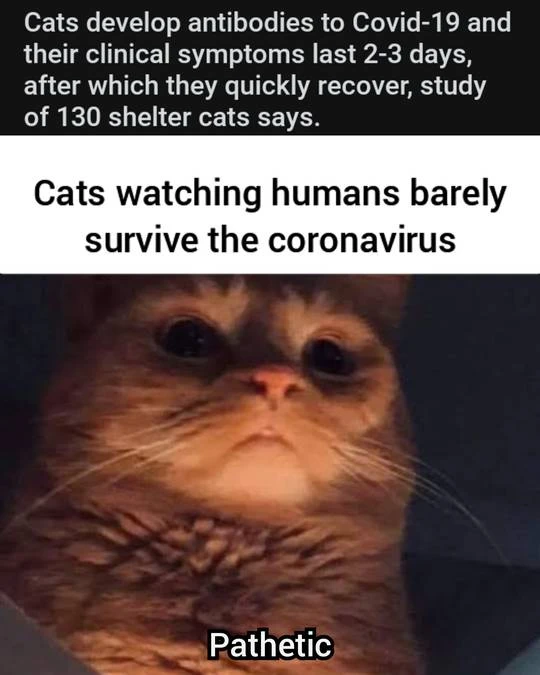 Cats develop antibodies to Covid-19 and
their clinical symptoms last 2-3 days,
after which they quickly recover, study
of 130 shelter cats says.
Cats watching humans barely
survive the coronavirus
Pathetic